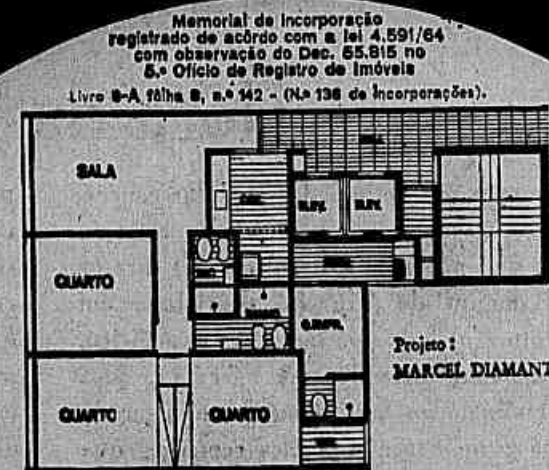 Memorial de Incorporação
registrado de acôrdo com a lei 4.591/64
com observação do Dec. 55.815 no
5.º Ofício de Registro de Imóveis
Livro 8-A, fôlha 8, n.º 142 - (N.º 136 de Incorporações).
SALA
ELEV. ELEV.
QUARTO
Projeto:
MARCEL DIAMANT
QUARTO QUARTO